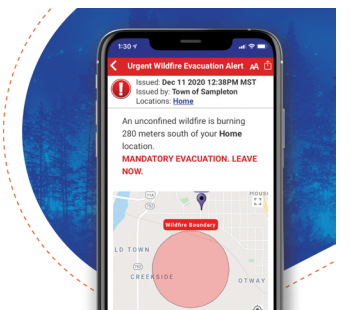 1:30
Urgent Wildfire Evacuation Alert AA
Issued: Dec 11 2020 12:38PM MST
Issued by: Town of Sampleton
Locations: Home
An unconfined wildfire is burning
280 meters south of your Home
location.
MANDATORY EVACUATION. LEAVE
NOW.
HOUS
Wildfire Boundary
LD TOWN
CREEKSIDE
OTWAY